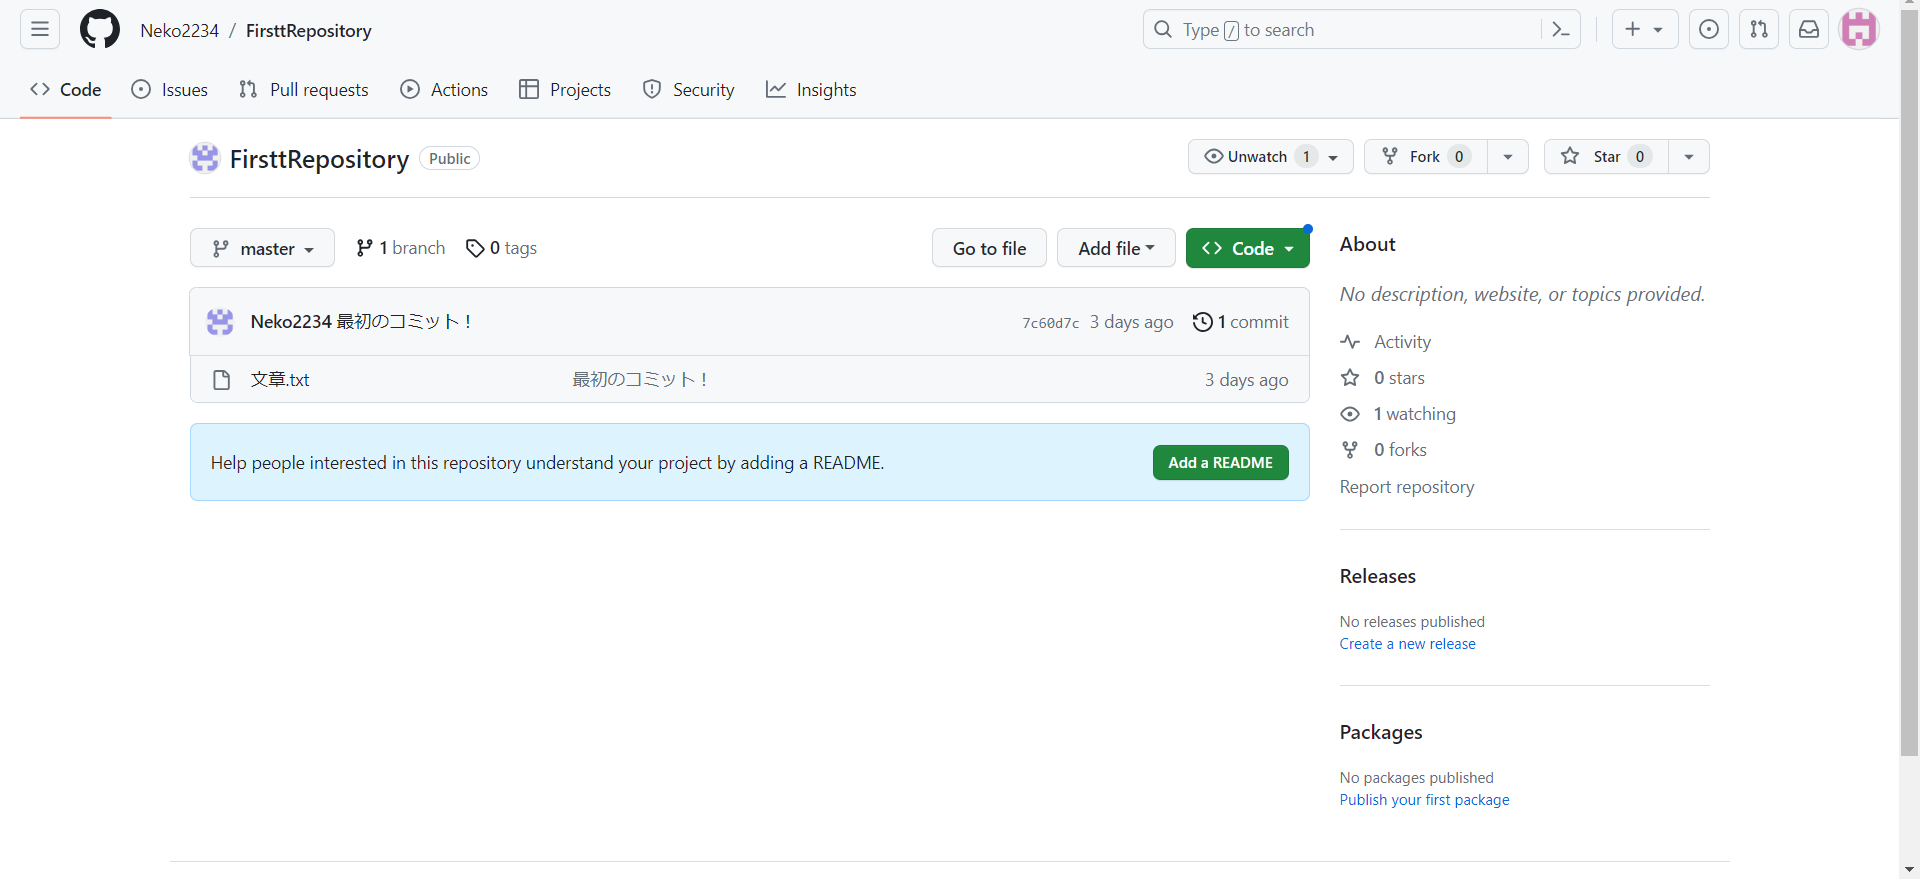 Neko2234 / FirsttRepository
Type / to search
Code Issues Pull requests Actions Projects Security Insights
FirsttRepository Public
Unwatch 1 Fork 0 Star 0
master 1 branch 0 tags Go to file Add file Code
Neko2234 最初のコミット！ 7c60d7c 3 days ago 1 commit
文章.txt 最初のコミット！ 3 days ago
Help people interested in this repository understand your project by adding a README. Add a README
About
No description, website, or topics provided.
Activity
0 stars
1 watching
0 forks
Report repository
Releases
No releases published
Create a new release
Packages
No packages published
Publish your first package